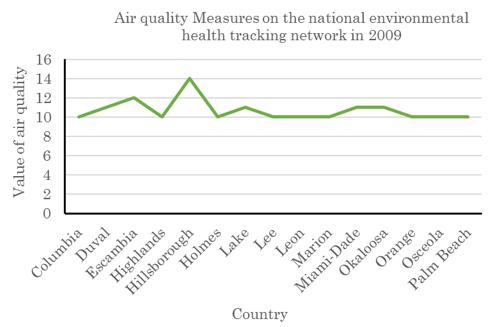 Air quality Measures on the national environmental
health tracking network in 2009
Value of air quality
16
14
12
10
8
6
4
2
0
Columbia
Duval
Escambia
Highlands
Hillsborough
Holmes
Lake
Lee
Leon
Marion
Miami-Dade
Okaloosa
Orange
Osceola
Palm Beach
Country